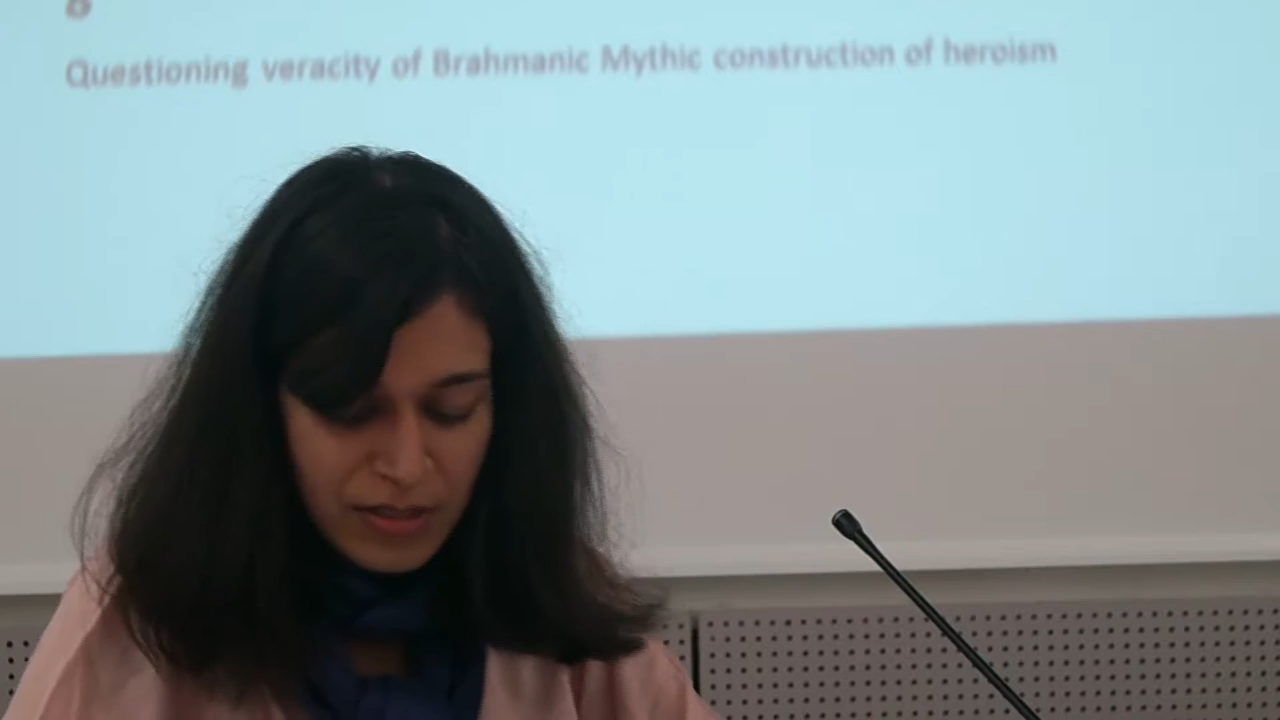 Questioning veracity of Brahmanic Mythic construction of heroism